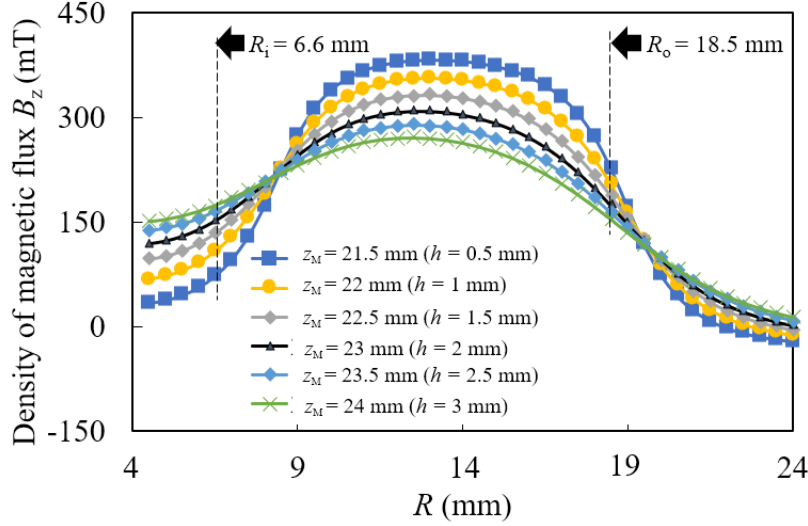 Density of magnetic flux Bz (mT)
450
300
150
0
-150
Ri = 6.6 mm
Ro = 18.5 mm
zM = 21.5 mm (h = 0.5 mm)
zM = 22 mm (h = 1 mm)
zM = 22.5 mm (h = 1.5 mm)
zM = 23 mm (h = 2 mm)
zM = 23.5 mm (h = 2.5 mm)
zM = 24 mm (h = 3 mm)
4 9 14 19 24
R (mm)